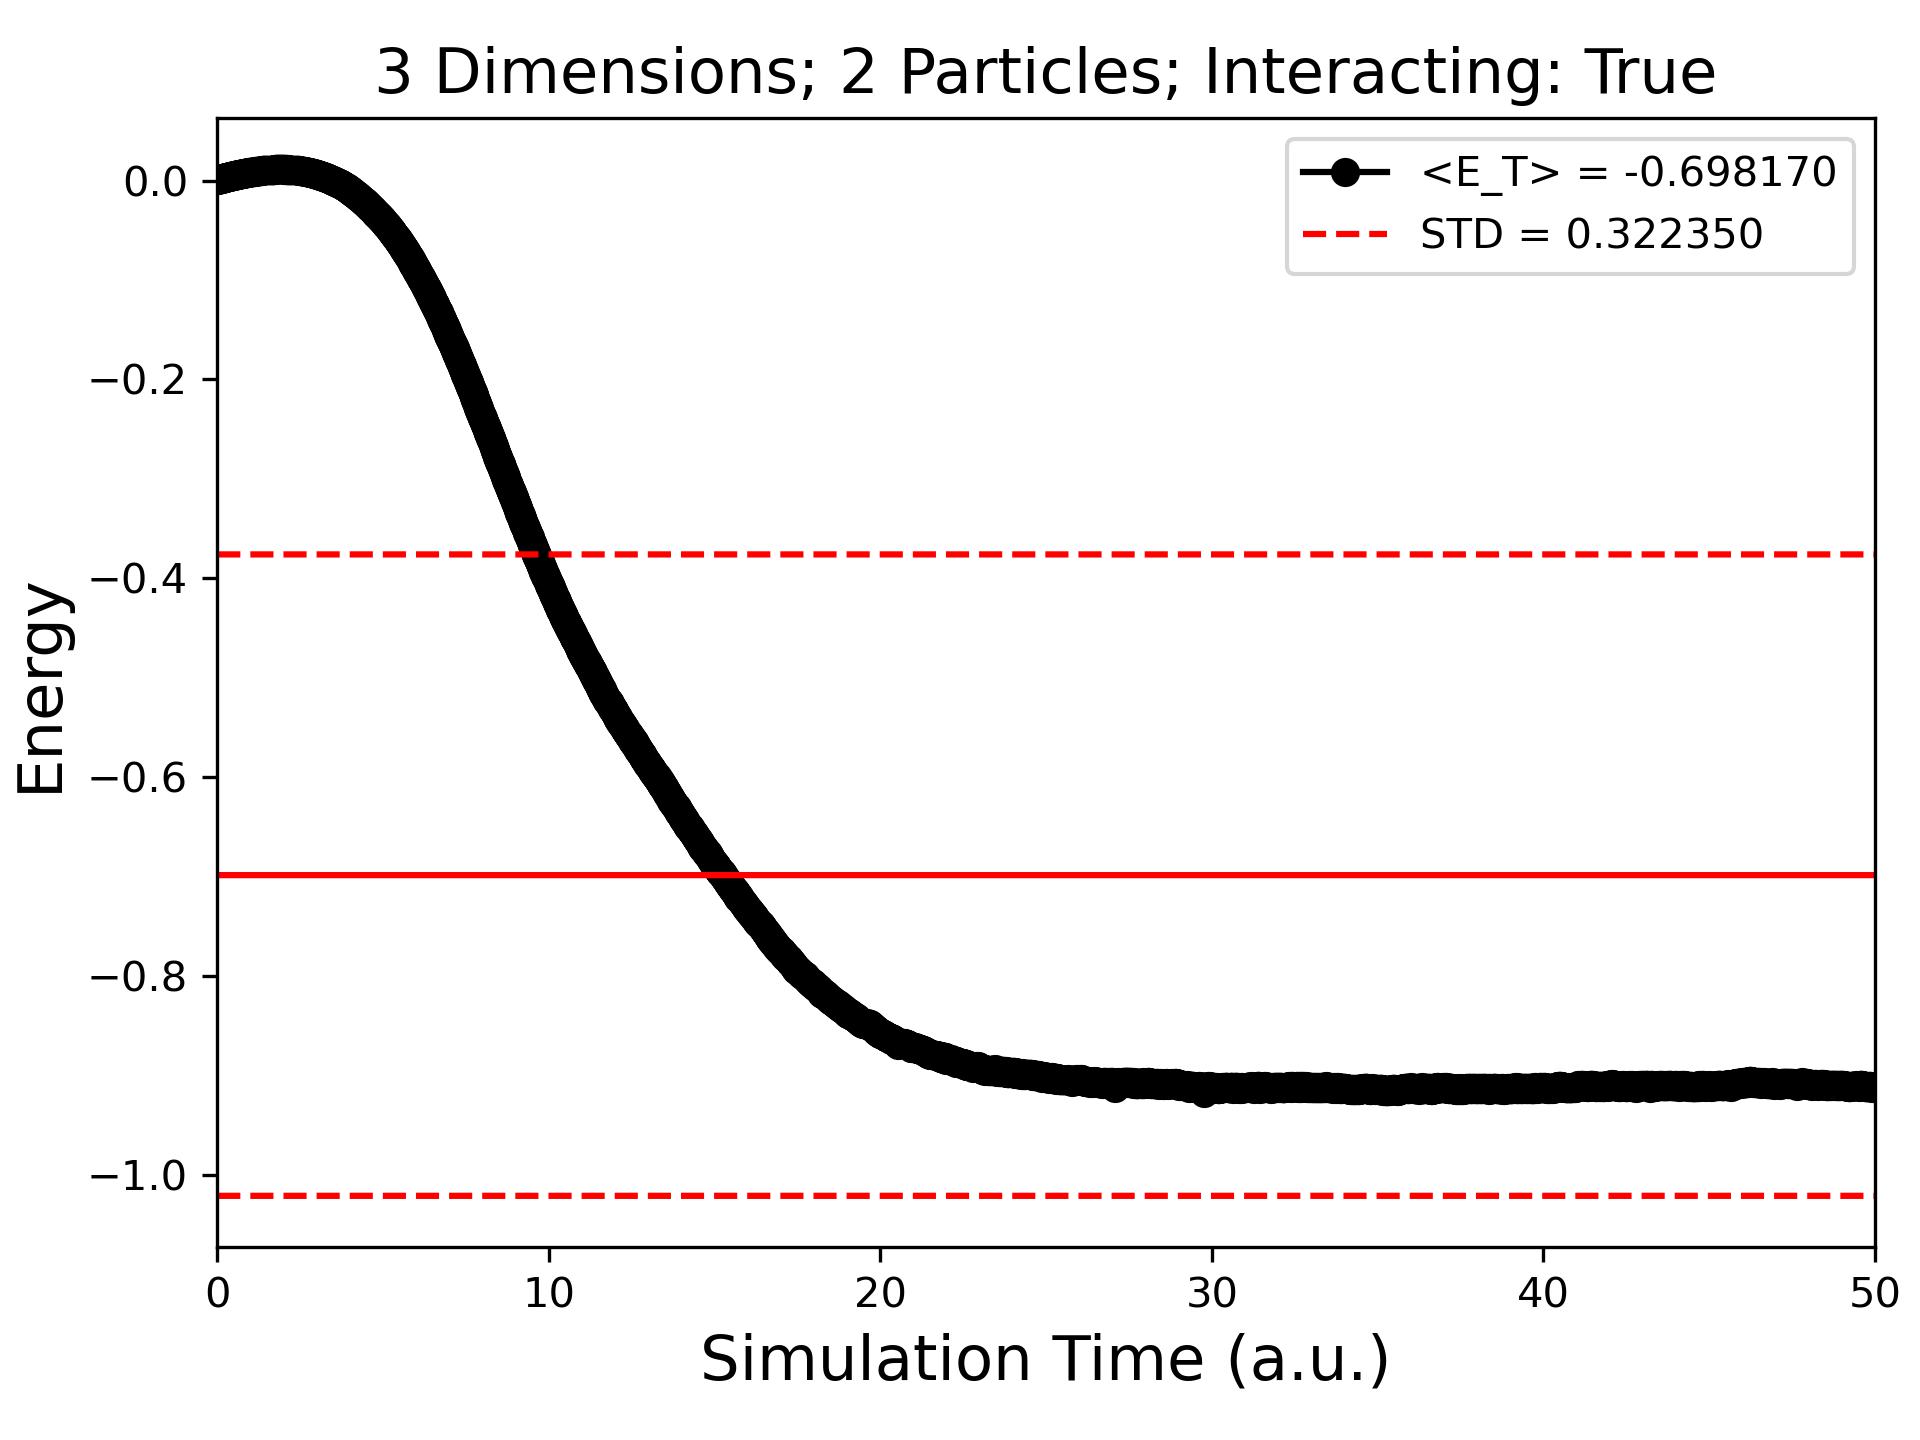 3 Dimensions; 2 Particles; Interacting: True
<E_T> = -0.698170
STD = 0.322350
Energy
0.0
−0.2
−0.4
−0.6
−0.8
−1.0
0 10 20 30 40 50
Simulation Time (a.u.)